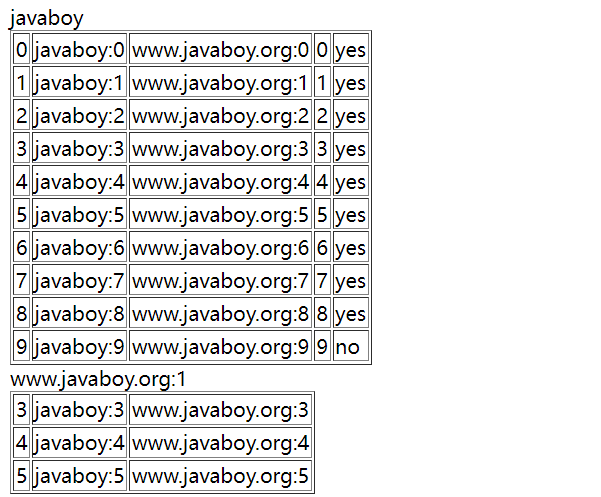 javaboy
0 javaboy:0 www.javaboy.org:0 0 yes
1 javaboy:1 www.javaboy.org:1 1 yes
2 javaboy:2 www.javaboy.org:2 2 yes
3 javaboy:3 www.javaboy.org:3 3 yes
4 javaboy:4 www.javaboy.org:4 4 yes
5 javaboy:5 www.javaboy.org:5 5 yes
6 javaboy:6 www.javaboy.org:6 6 yes
7 javaboy:7 www.javaboy.org:7 7 yes
8 javaboy:8 www.javaboy.org:8 8 yes
9 javaboy:9 www.javaboy.org:9 9 no
www.javaboy.org:1
3 javaboy:3 www.javaboy.org:3
4 javaboy:4 www.javaboy.org:4
5 javaboy:5 www.javaboy.org:5